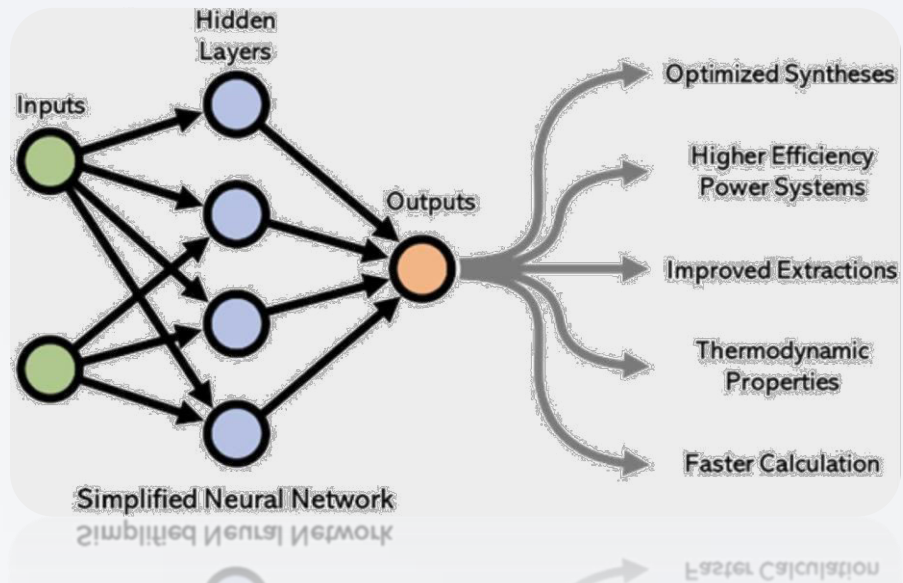 Hidden
Layers
Inputs
Outputs
Optimized Syntheses
Higher Efficiency
Power Systems
Improved Extractions
Thermodynamic
Properties
Faster Calculation
Simplified Neural Network
Simplified Neural Network
Faster Calculation